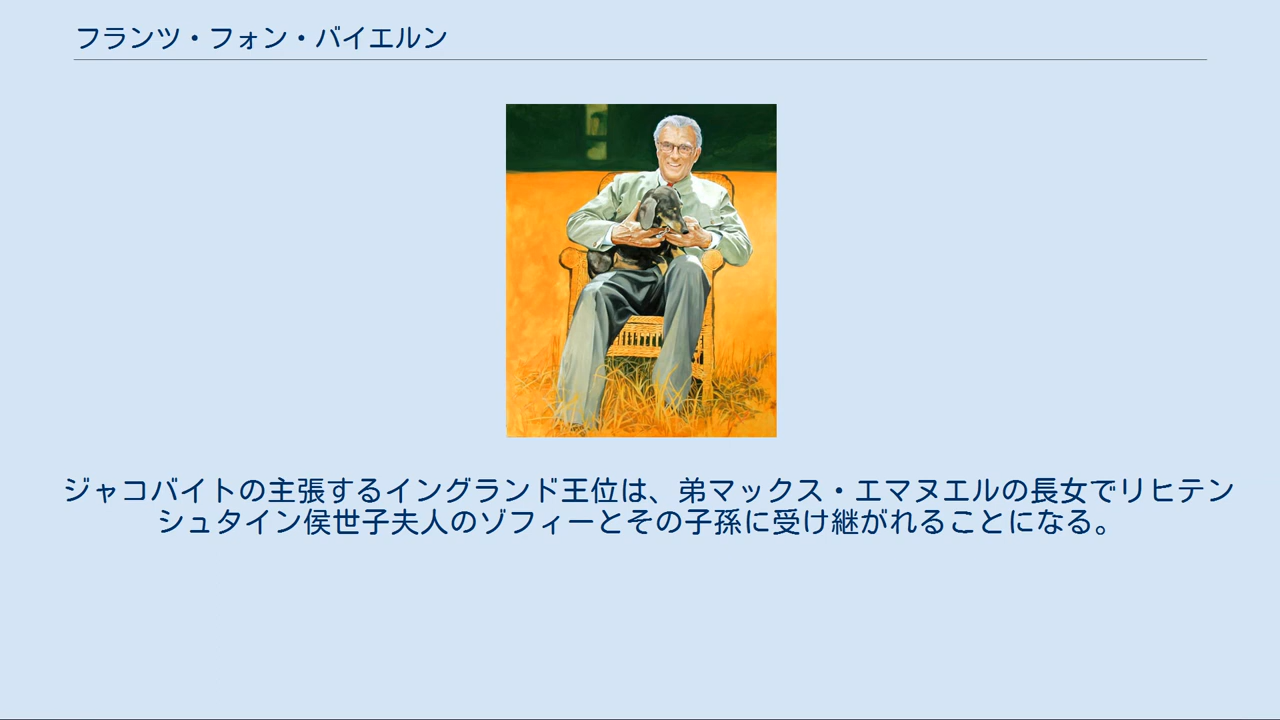 フランツ・フォン・バイエルン
ジャコバイトの主張するイングランド王位は、弟マックス・エマヌエルの長女でリヒテン
シュタイン侯世子夫人のゾフィーとその子孫に受け継がれることになる。